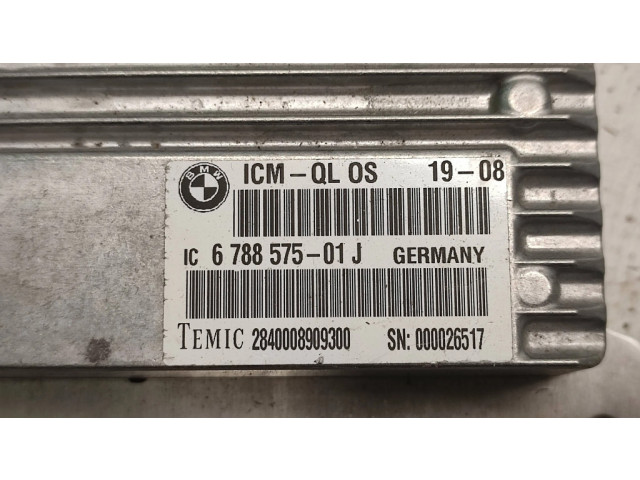 BMW
ICM-QL OS 19-08
IC 6 788 575-01 J GERMANY
TEMIC 2840008909300 SN: 000026517